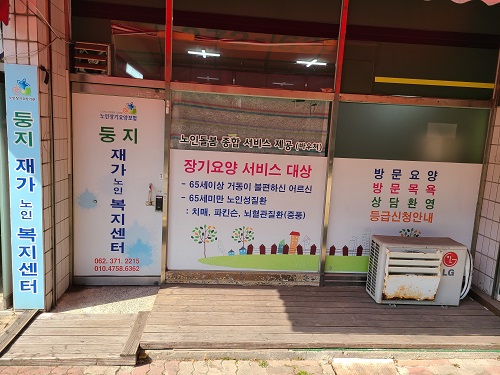 둥지
재가
노인
복지센터
노인장기요양보험
둥지
재가
노인
복지센터
062. 371. 2215
010.4758.6362
노인돌봄 종합 서비스 제공 (바우처)
장기요양 서비스 대상
- 65세이상 거동이 불편하신 어르신
- 65세미만 노인성질환
: 치매, 파킨슨, 뇌혈관질환(중풍)
방문요양
방문목욕
상담환영
등급신청안내
LG